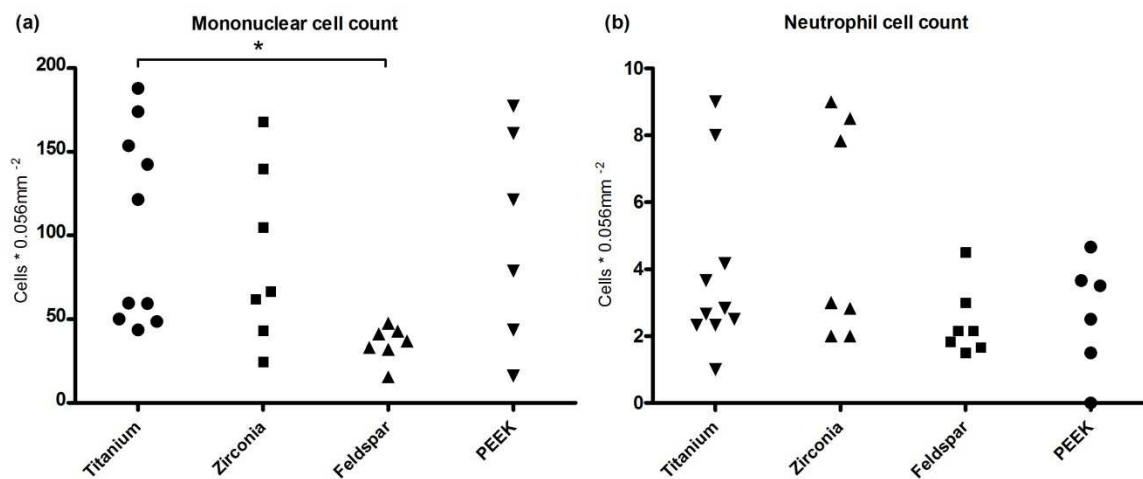 (a)
Mononuclear cell count
*
200
150
100
50
0
Cells * 0.056mm -2
Titanium
Zirconia
Feldspar
PEEK
(b)
Neutrophil cell count
10
8
6
4
2
0
Cells * 0.056mm -2
Titanium
Zirconia
Feldspar
PEEK